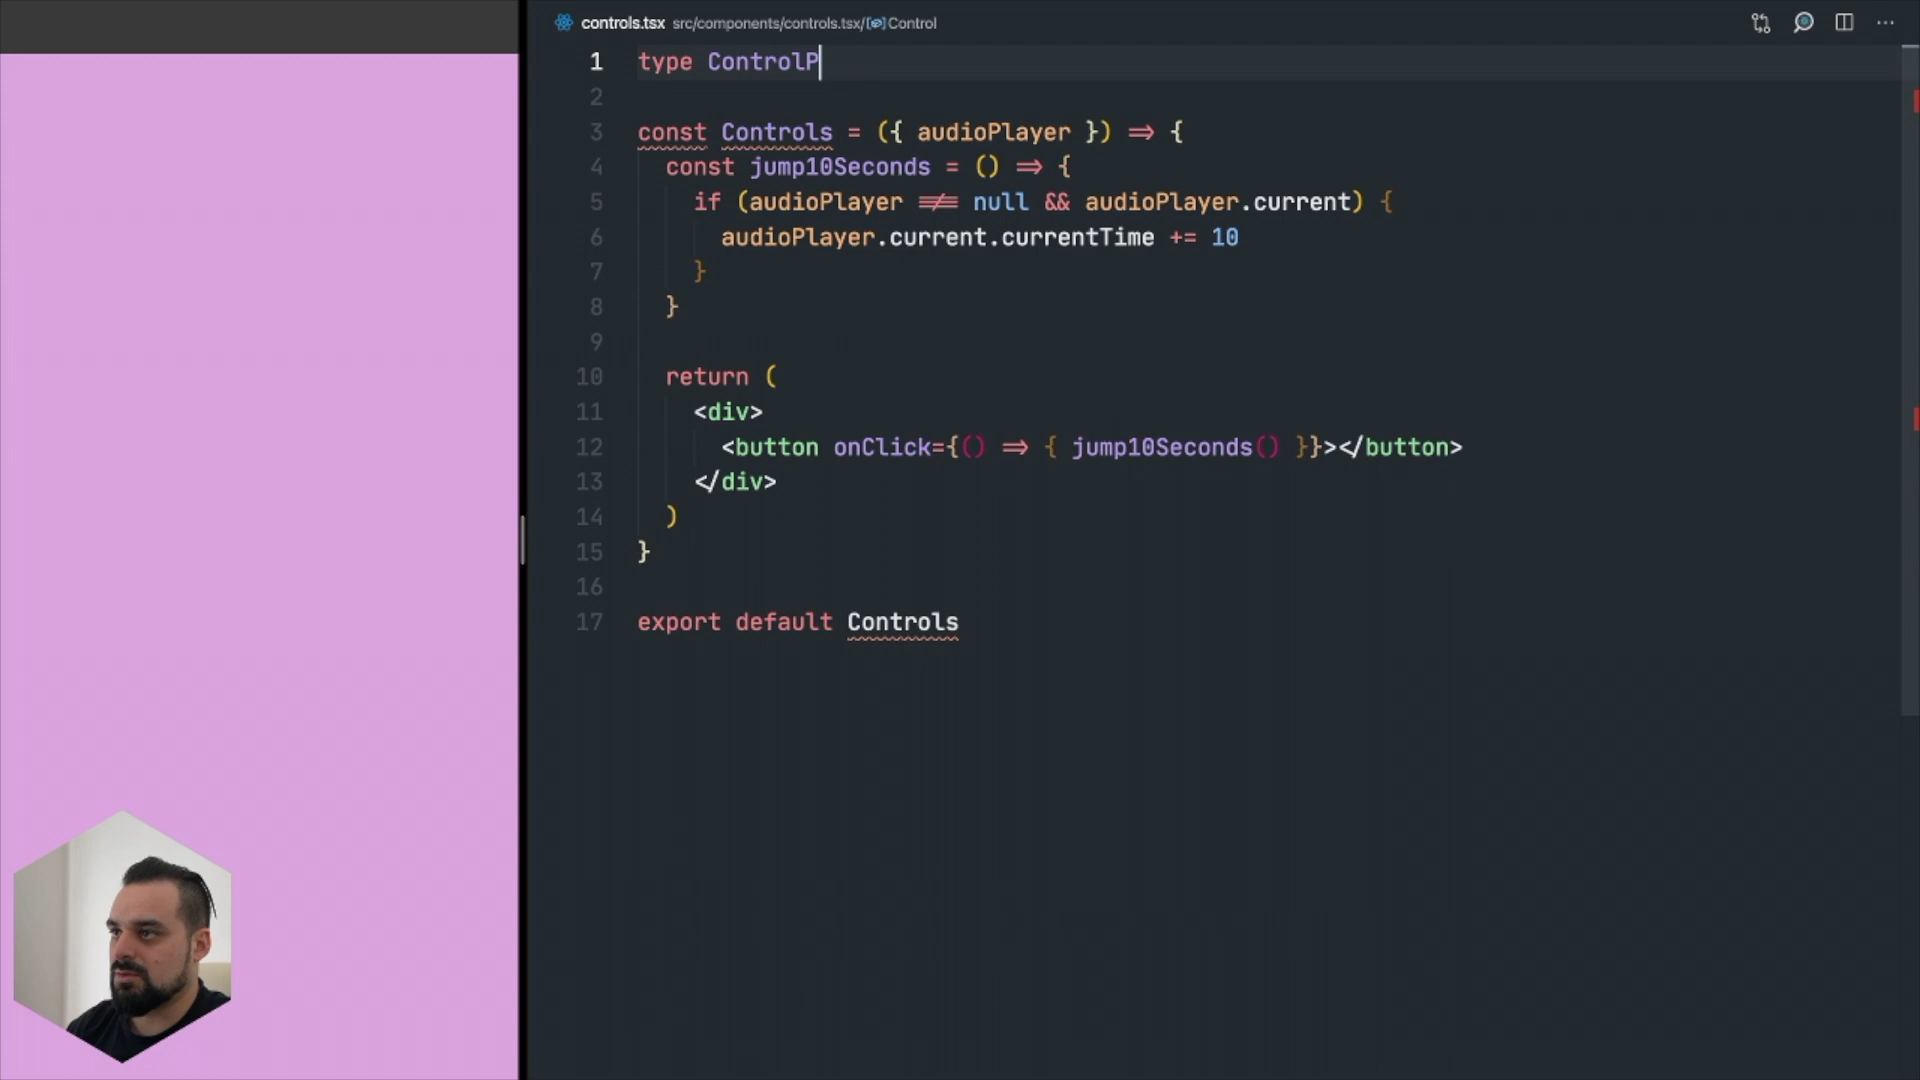 controls.tsx src/components/controls.tsx/Control
1 type ControlP
2
3 const Controls = ({ audioPlayer }) => {
4 const jump10Seconds = () => {
5 if (audioPlayer !== null && audioPlayer.current) {
6 audioPlayer.current.currentTime += 10
7 }
8 }
9
10 return (
11 <div>
12 <button onClick={() => { jump10Seconds() }}></button>
13 </div>
14 )
15 }
16
17 export default Controls